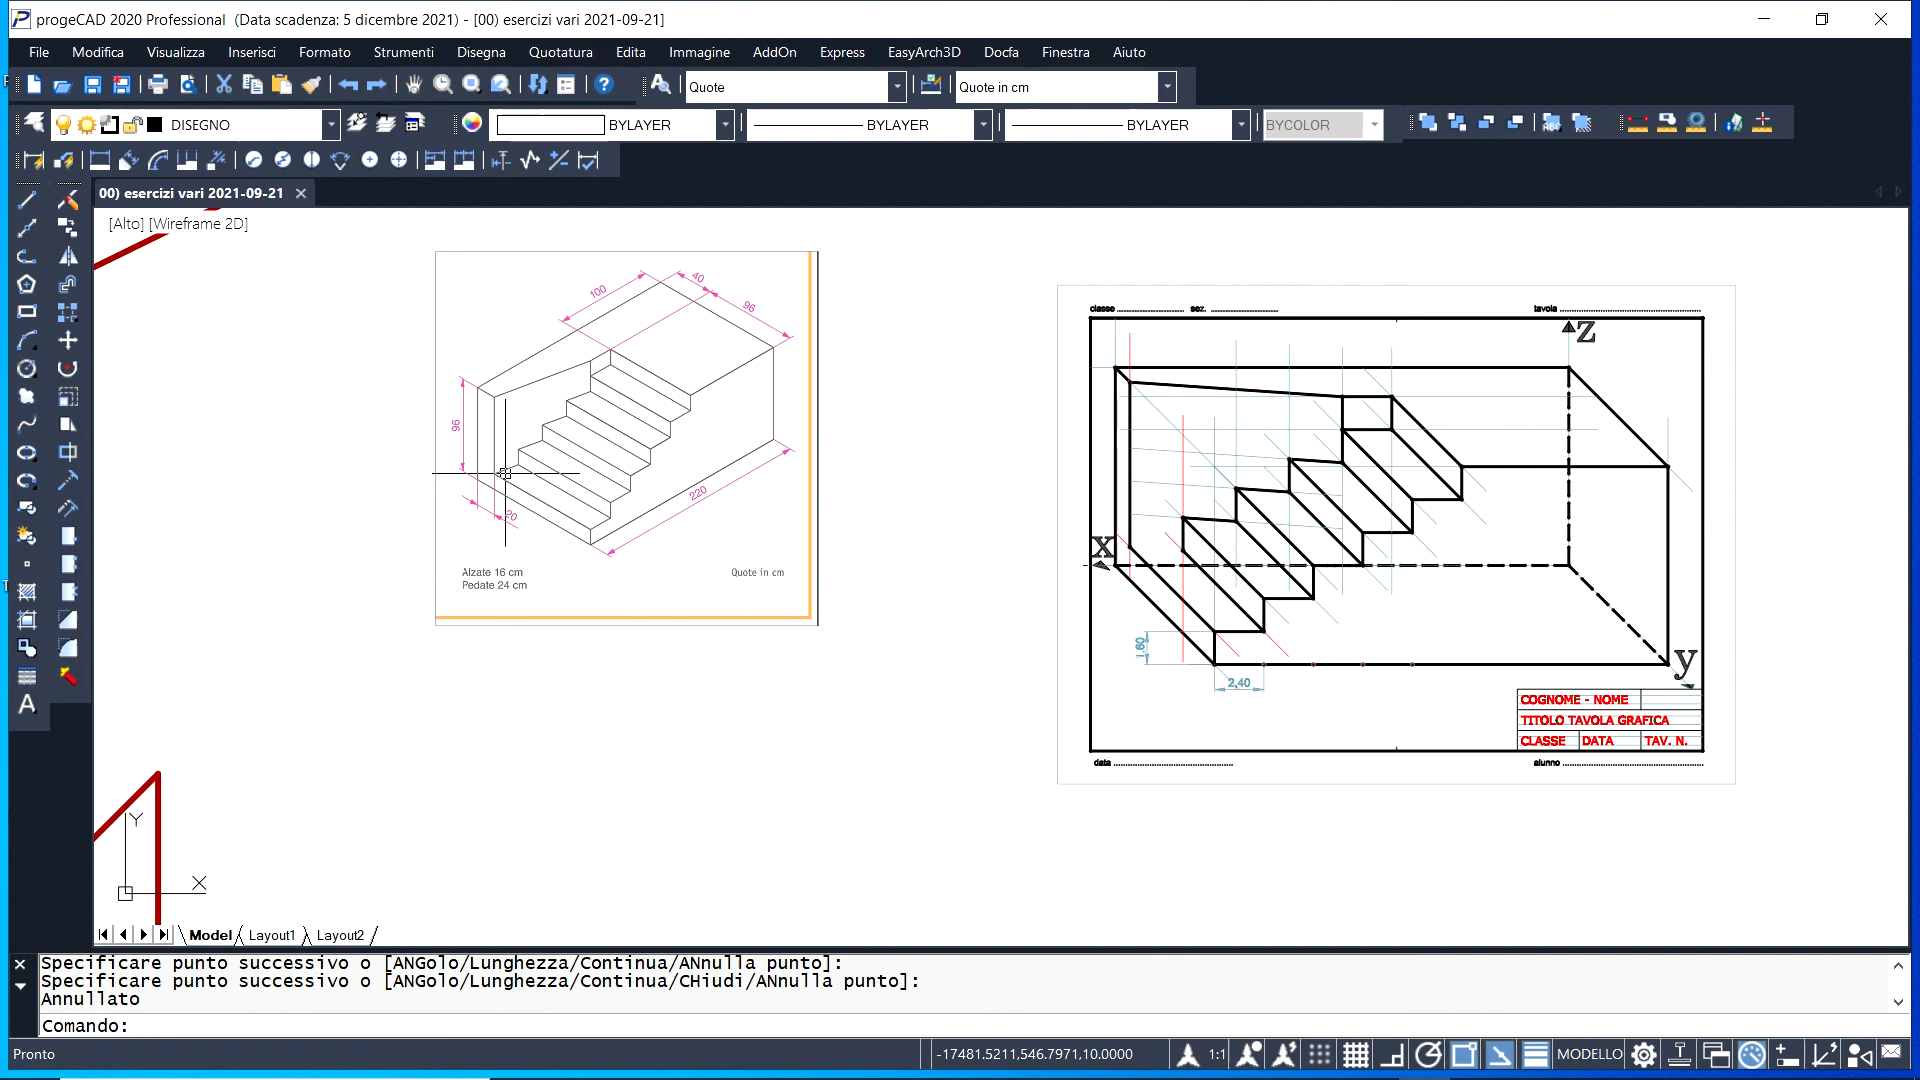 progeCAD 2020 Professional (Data scadenza: 5 dicembre 2021) - [00) esercizi vari 2021-09-21]
File Modifica Visualizza Inserisci Formato Strumenti Disegna Quotatura Edita Immagine AddOn Express EasyArch3D Docfa Finestra Aiuto
Quote Quote in cm
DISEGNO BYLAYER BYLAYER BYLAYER BYCOLOR
00) esercizi vari 2021-09-21
[Alto] [Wireframe 2D]
100
40
96
96
220
20
Alzate 16 cm
Pedate 24 cm
Quote in cm
classe sez. tavola
Z
X
y
1,60
2,40
COGNOME - NOME
TITOLO TAVOLA GRAFICA
CLASSE DATA TAV. N.
data alunno
Y
X
Model Layout1 Layout2
Specificare punto successivo o [ANGolo/Lunghezza/Continua/ANnulla punto]:
Specificare punto successivo o [ANGolo/Lunghezza/Continua/CHiudi/ANnulla punto]:
Annullato
Comando:
Pronto -17481.5211,546.7971,10.0000 1:1 MODELLO